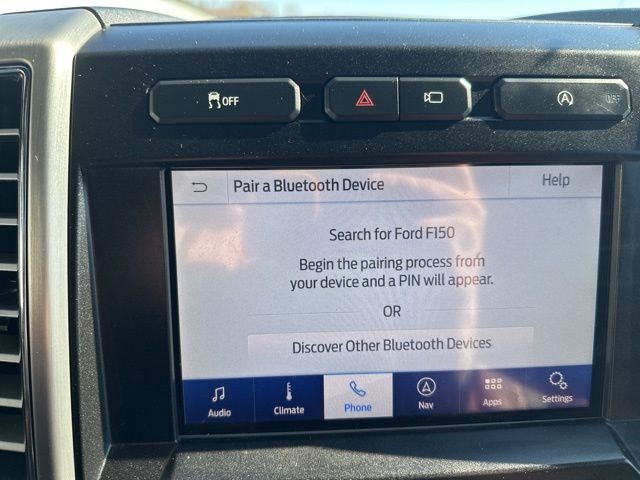 OFF
A OFF
Pair a Bluetooth Device
Help
Search for Ford F150
Begin the pairing process from
your device and a PIN will appear.
OR
Discover Other Bluetooth Devices
Audio
Climate
Phone
Nav
Apps
Settings